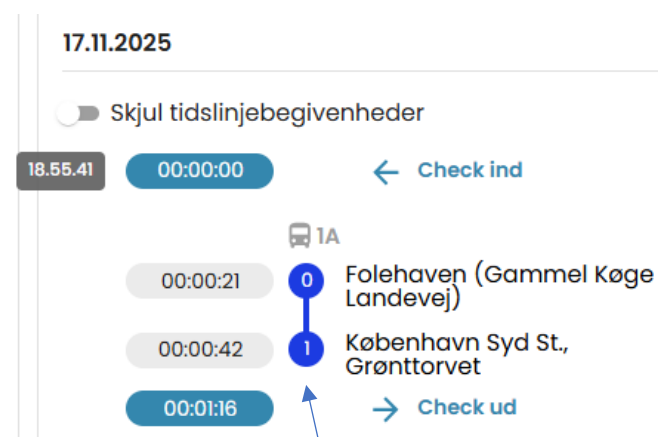 17.11.2025
Skjul tidslinjebegivenheder
18.55.41 00:00:00 ← Check ind
1A
00:00:21 0 Folehaven (Gammel Køge
Landevej)
00:00:42 1 København Syd St.,
Grønttorvet
00:01:16 → Check ud